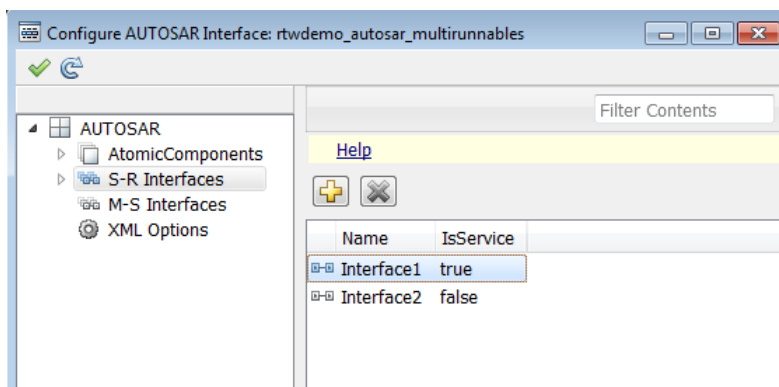 Configure AUTOSAR Interface: rtwdemo_autosar_multirunnables
Filter Contents
AUTOSAR
AtomicComponents
S-R Interfaces
M-S Interfaces
XML Options
Help
Name IsService
Interface1 true
Interface2 false